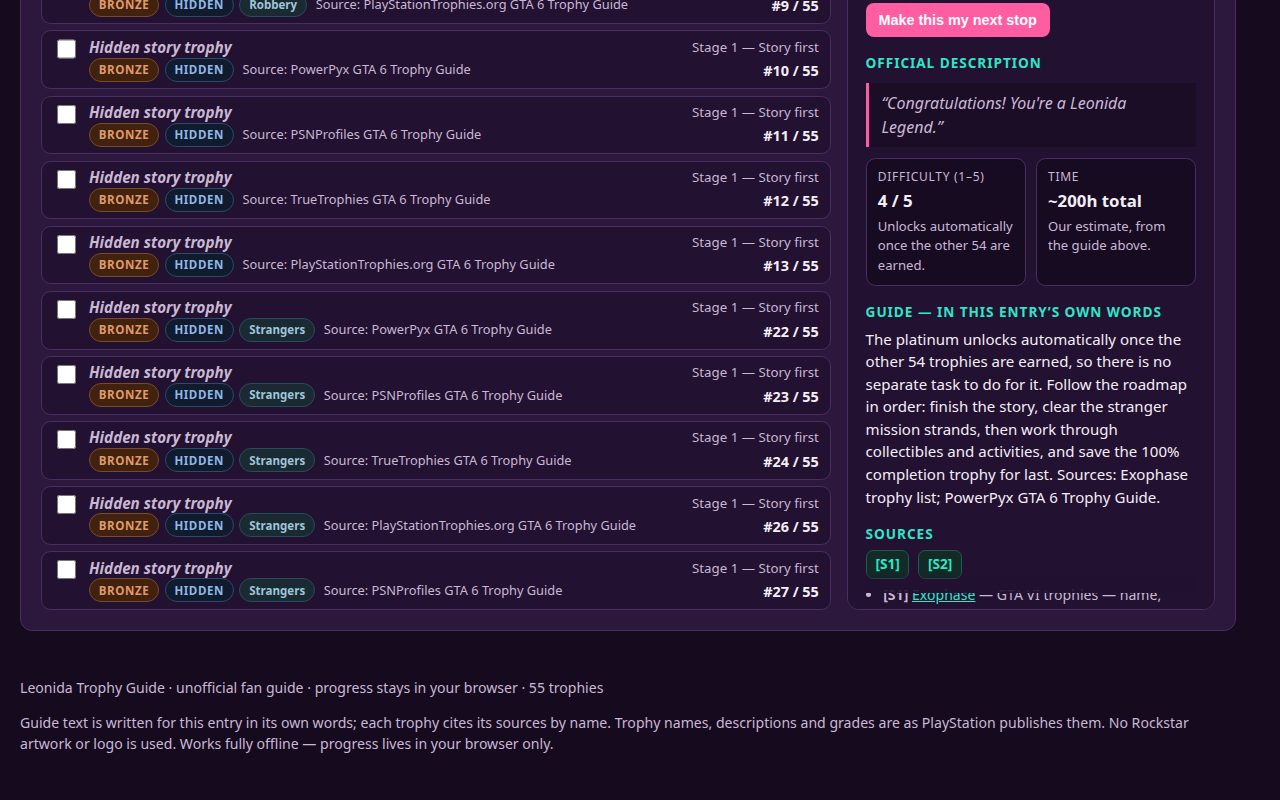 BRONZE HIDDEN Robbery Source: PlayStationTrophies.org GTA 6 Trophy Guide #9 / 55
Hidden story trophy Stage 1 — Story first
BRONZE HIDDEN Source: PowerPyx GTA 6 Trophy Guide #10 / 55
Hidden story trophy Stage 1 — Story first
BRONZE HIDDEN Source: PSNProfiles GTA 6 Trophy Guide #11 / 55
Hidden story trophy Stage 1 — Story first
BRONZE HIDDEN Source: TrueTrophies GTA 6 Trophy Guide #12 / 55
Hidden story trophy Stage 1 — Story first
BRONZE HIDDEN Source: PlayStationTrophies.org GTA 6 Trophy Guide #13 / 55
Hidden story trophy Stage 1 — Story first
BRONZE HIDDEN Strangers Source: PowerPyx GTA 6 Trophy Guide #22 / 55
Hidden story trophy Stage 1 — Story first
BRONZE HIDDEN Strangers Source: PSNProfiles GTA 6 Trophy Guide #23 / 55
Hidden story trophy Stage 1 — Story first
BRONZE HIDDEN Strangers Source: TrueTrophies GTA 6 Trophy Guide #24 / 55
Hidden story trophy Stage 1 — Story first
BRONZE HIDDEN Strangers Source: PlayStationTrophies.org GTA 6 Trophy Guide #26 / 55
Hidden story trophy Stage 1 — Story first
BRONZE HIDDEN Strangers Source: PSNProfiles GTA 6 Trophy Guide #27 / 55
Make this my next stop
OFFICIAL DESCRIPTION
“Congratulations! You're a Leonida
Legend.”
DIFFICULTY (1–5)
4 / 5
Unlocks automatically
once the other 54 are
earned.
TIME
~200h total
Our estimate, from
the guide above.
GUIDE — IN THIS ENTRY’S OWN WORDS
The platinum unlocks automatically once the
other 54 trophies are earned, so there is no
separate task to do for it. Follow the roadmap
in order: finish the story, clear the stranger
mission strands, then work through
collectibles and activities, and save the 100%
completion trophy for last. Sources: Exophase
trophy list; PowerPyx GTA 6 Trophy Guide.
SOURCES
[S1] [S2]
• [S1] Exophase — GTA VI trophies — name,
Leonida Trophy Guide · unofficial fan guide · progress stays in your browser · 55 trophies
Guide text is written for this entry in its own words; each trophy cites its sources by name. Trophy names, descriptions and grades are as PlayStation publishes them. No Rockstar
artwork or logo is used. Works fully offline — progress lives in your browser only.